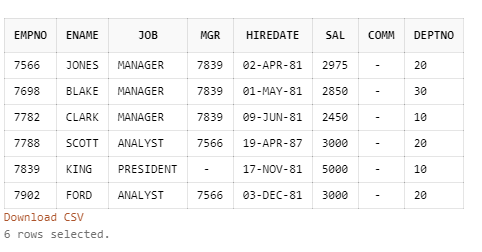 EMPNO ENAME JOB MGR HIREDATE SAL COMM DEPTNO
7566 JONES MANAGER 7839 02-APR-81 2975 - 20
7698 BLAKE MANAGER 7839 01-MAY-81 2850 - 30
7782 CLARK MANAGER 7839 09-JUN-81 2450 - 10
7788 SCOTT ANALYST 7566 19-APR-87 3000 - 20
7839 KING PRESIDENT - 17-NOV-81 5000 - 10
7902 FORD ANALYST 7566 03-DEC-81 3000 - 20
Download CSV
6 rows selected.